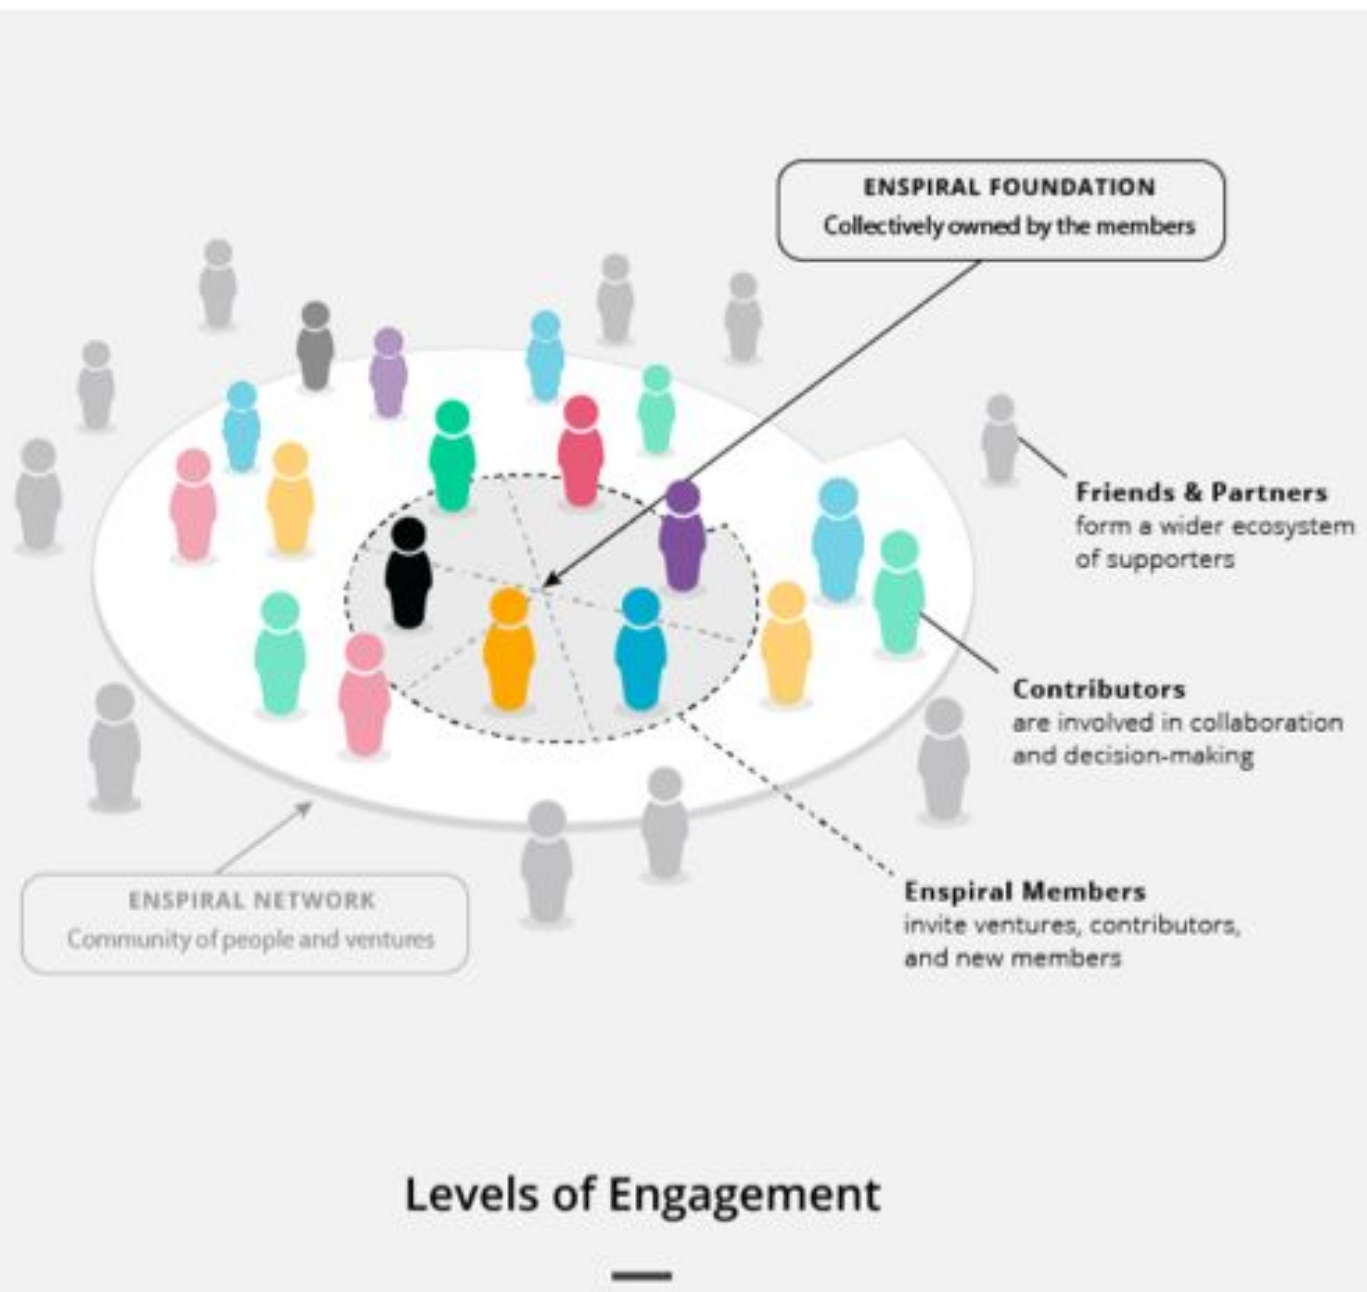 ENSPIRAL FOUNDATION
Collectively owned by the members
Friends & Partners
form a wider ecosystem
of supporters
Contributors
are involved in collaboration
and decision-making
Enspiral Members
invite ventures, contributors,
and new members
ENSPIRAL NETWORK
Community of people and ventures
Levels of Engagement